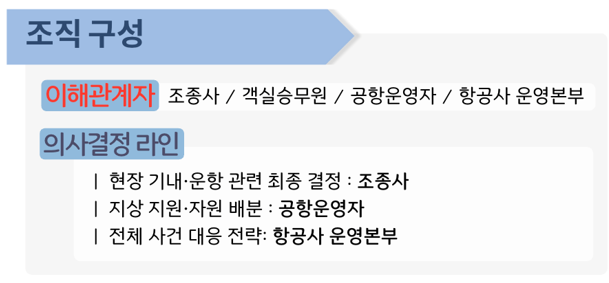 조직 구성
이해관계자 조종사 / 객실승무원 / 공항운영자 / 항공사 운영본부
의사결정 라인
| 현장 기내·운항 관련 최종 결정 : 조종사
| 지상 지원·자원 배분 : 공항운영자
| 전체 사건 대응 전략: 항공사 운영본부